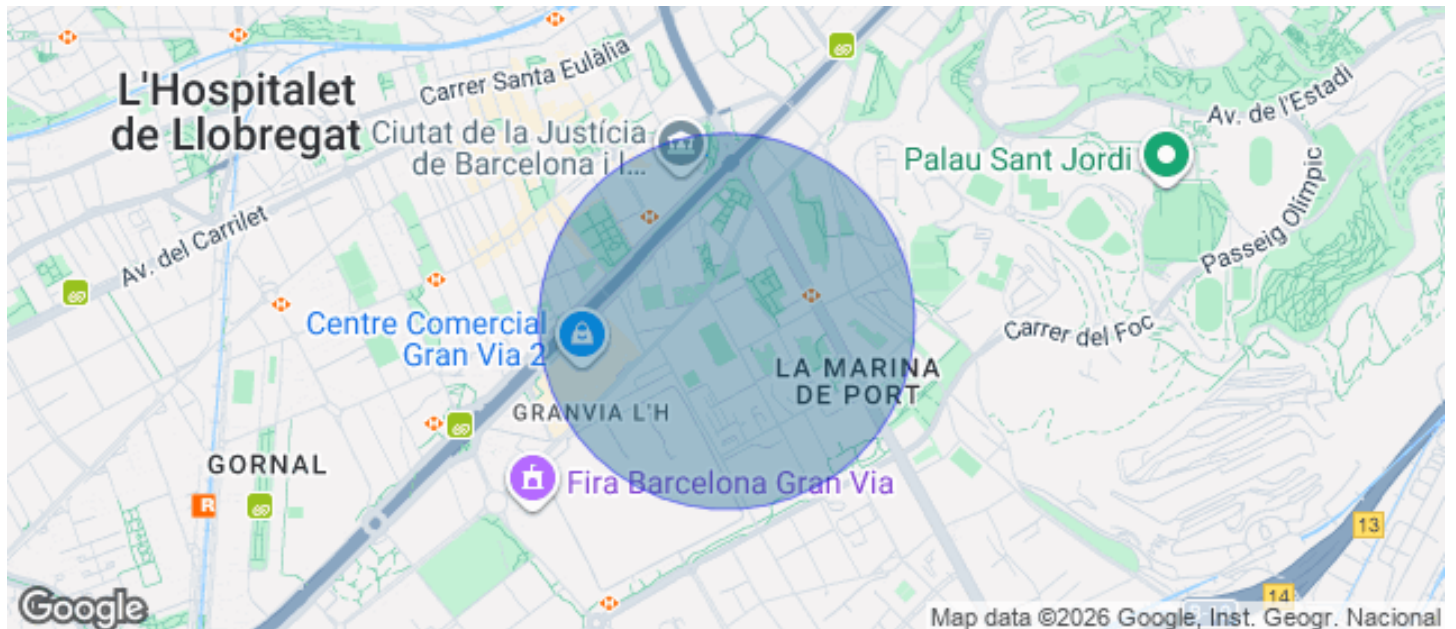 L'Hospitalet
de Llobregat
Carrer Santa Eulàlia
Ciutat de la Justícia
de Barcelona i l...
Av. de l'Estadi
Palau Sant Jordi
Av. del Carrilet
Passeig Olímpic
Centre Comercial
Gran Via 2
Carrer del Foc
LA MARINA
DE PORT
GRANVIA L'H
GORNAL
Fira Barcelona Gran Via
R
13
14
Google
Map data ©2026 Google, Inst. Geogr. Nacional